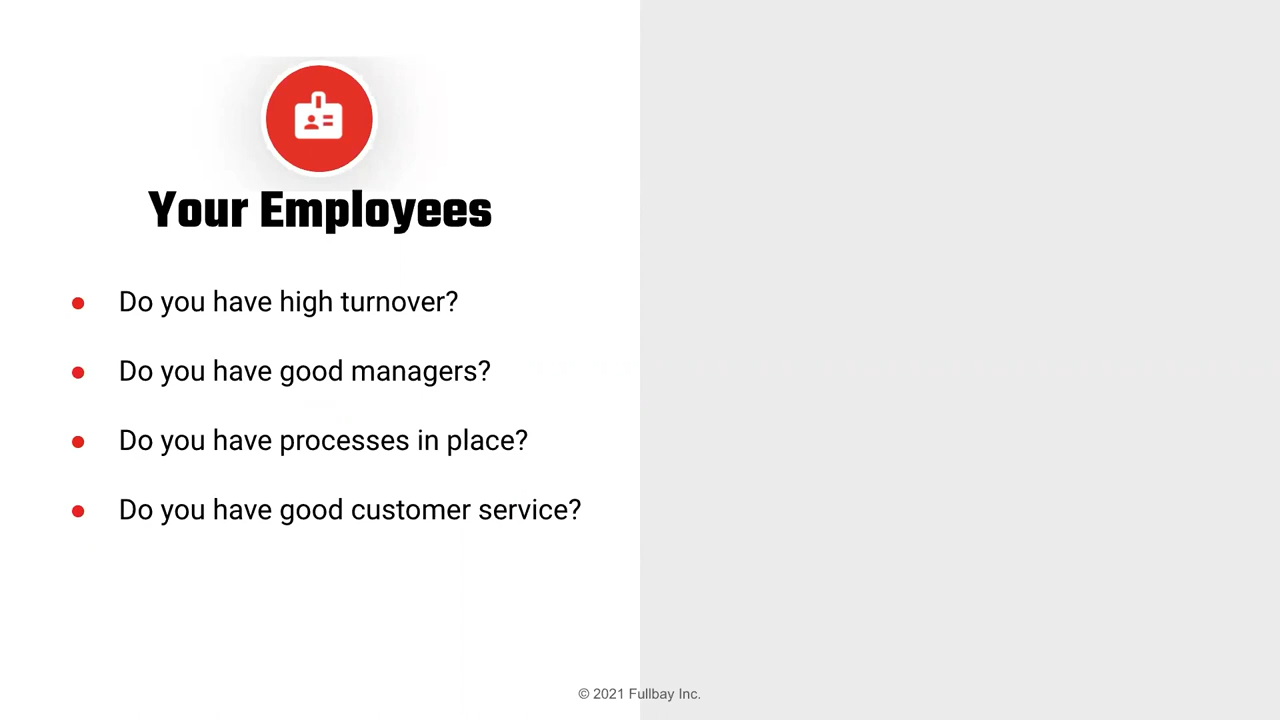 Your Employees
● Do you have high turnover?
● Do you have good managers?
● Do you have processes in place?
● Do you have good customer service?
© 2021 Fullbay Inc.